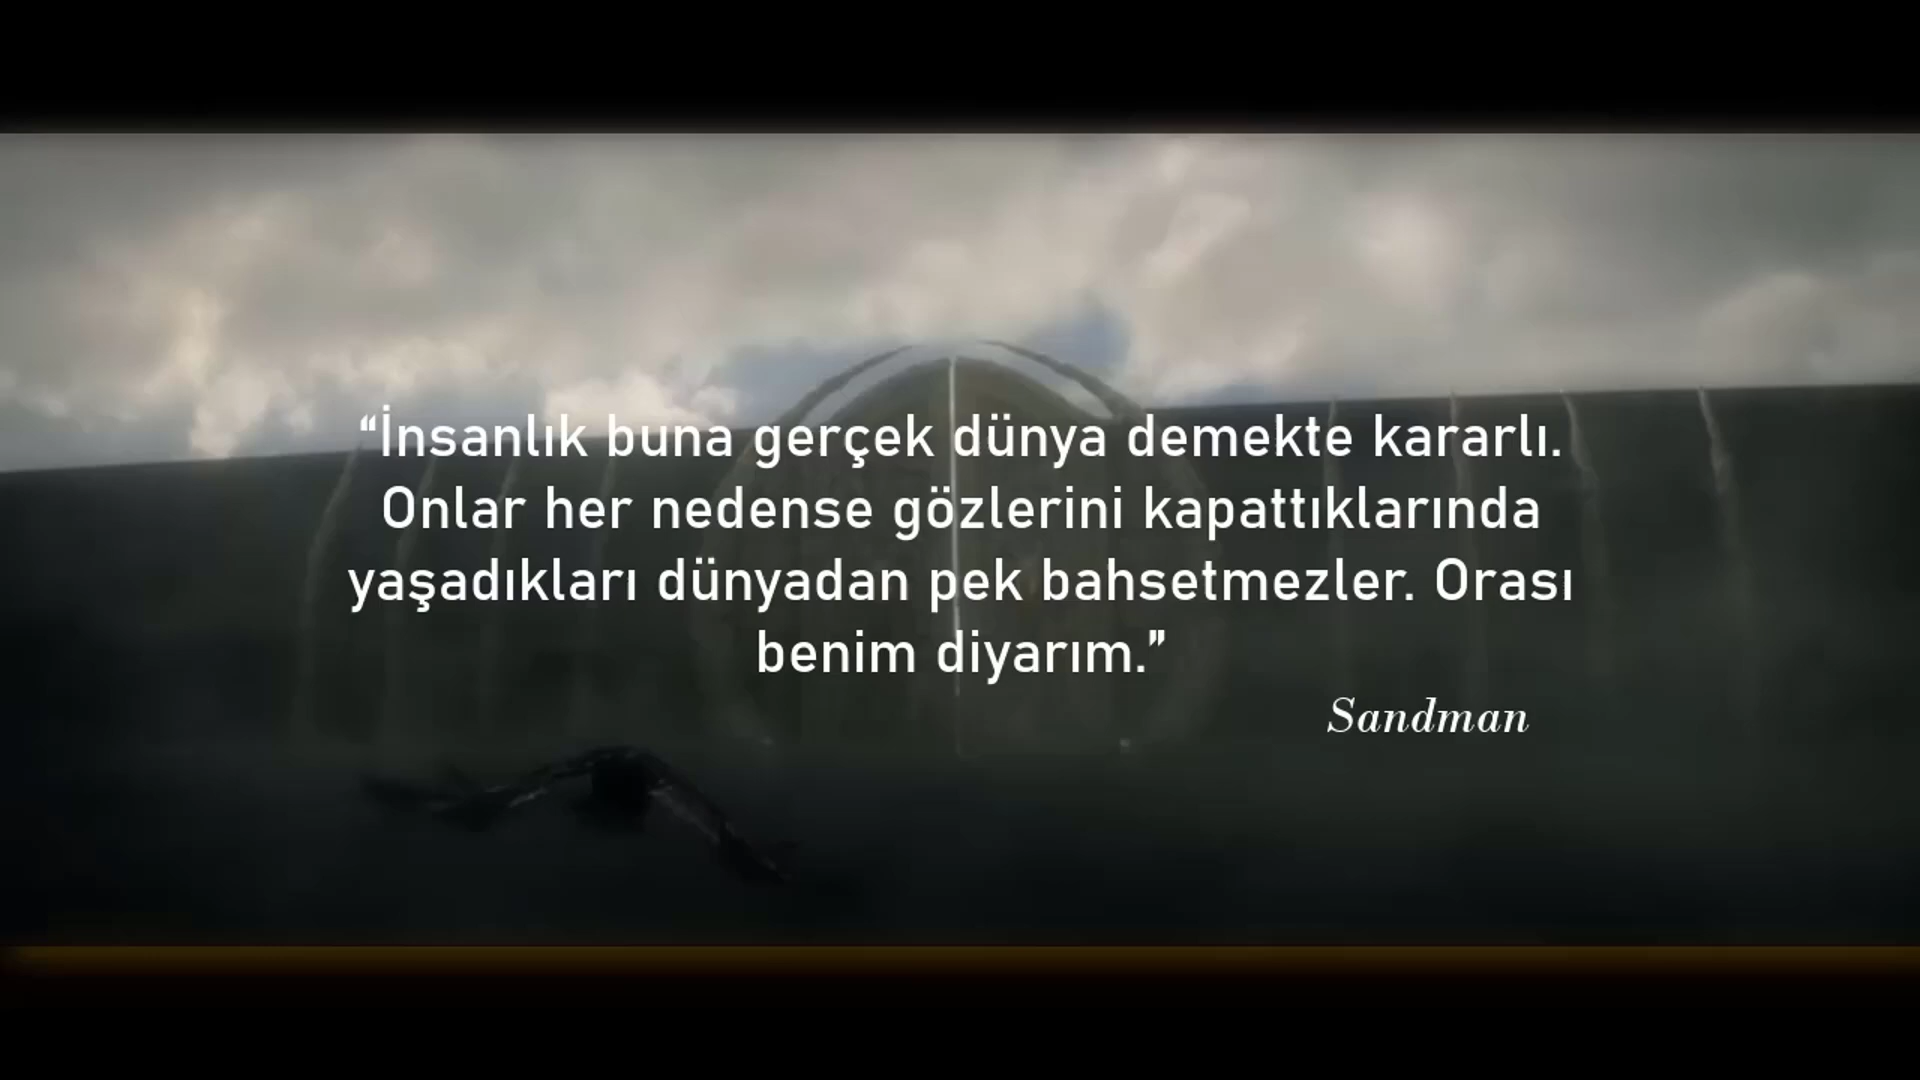 “İnsanlık buna gerçek dünya demekte kararlı.
Onlar her nedense gözlerini kapattıklarında
yaşadıkları dünyadan pek bahsetmezler. Orası
benim diyarım.”
Sandman